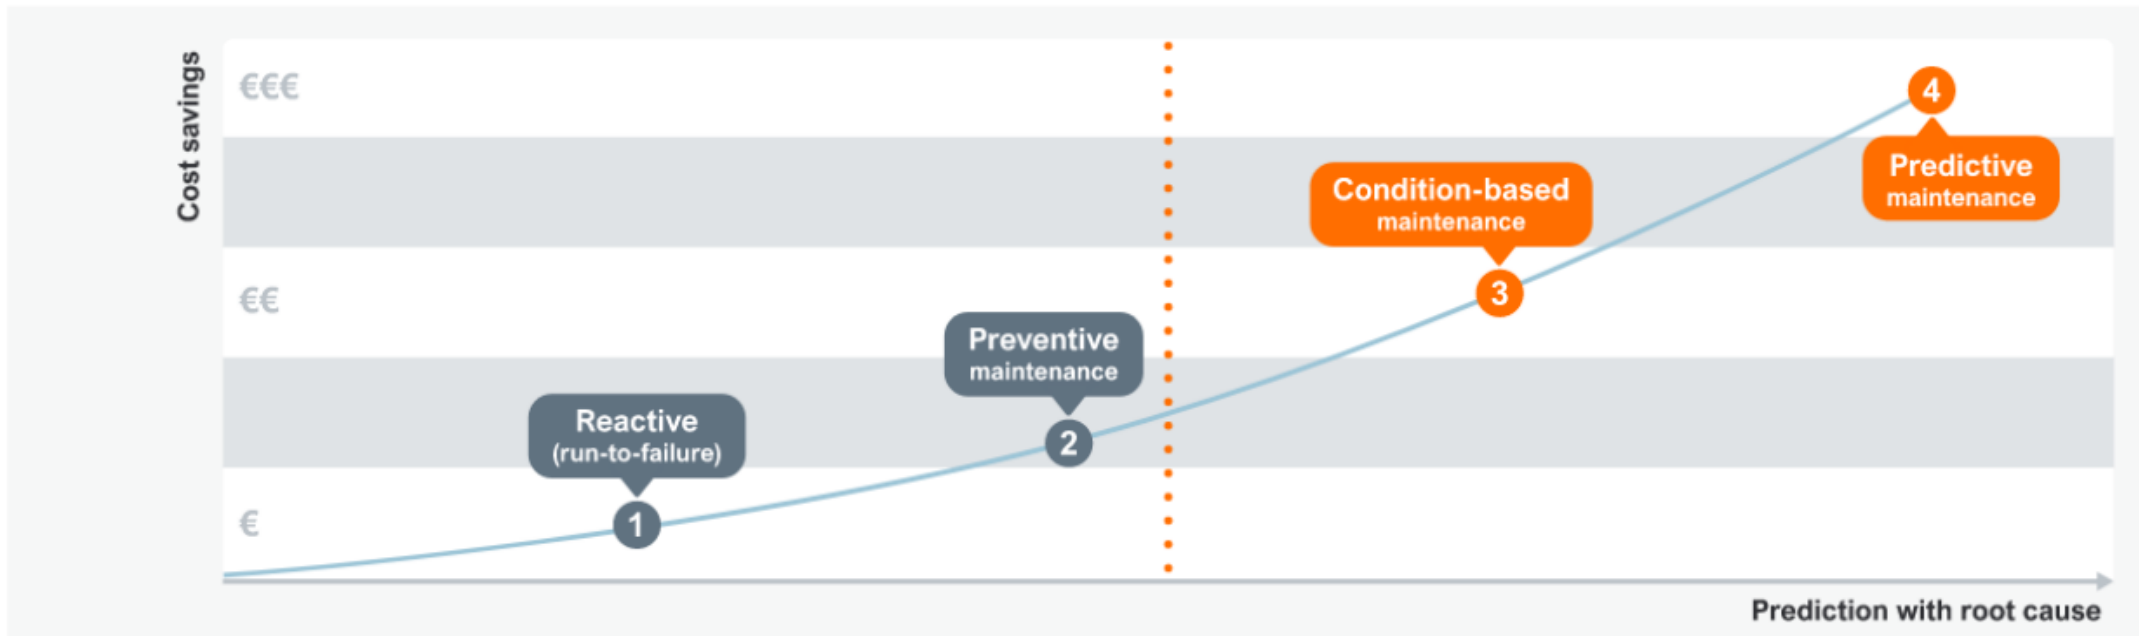 Cost savings
€€€
4
Predictive
maintenance
Condition-based
maintenance
3
€€
Preventive
maintenance
2
Reactive
(run-to-failure)
1
€
Prediction with root cause